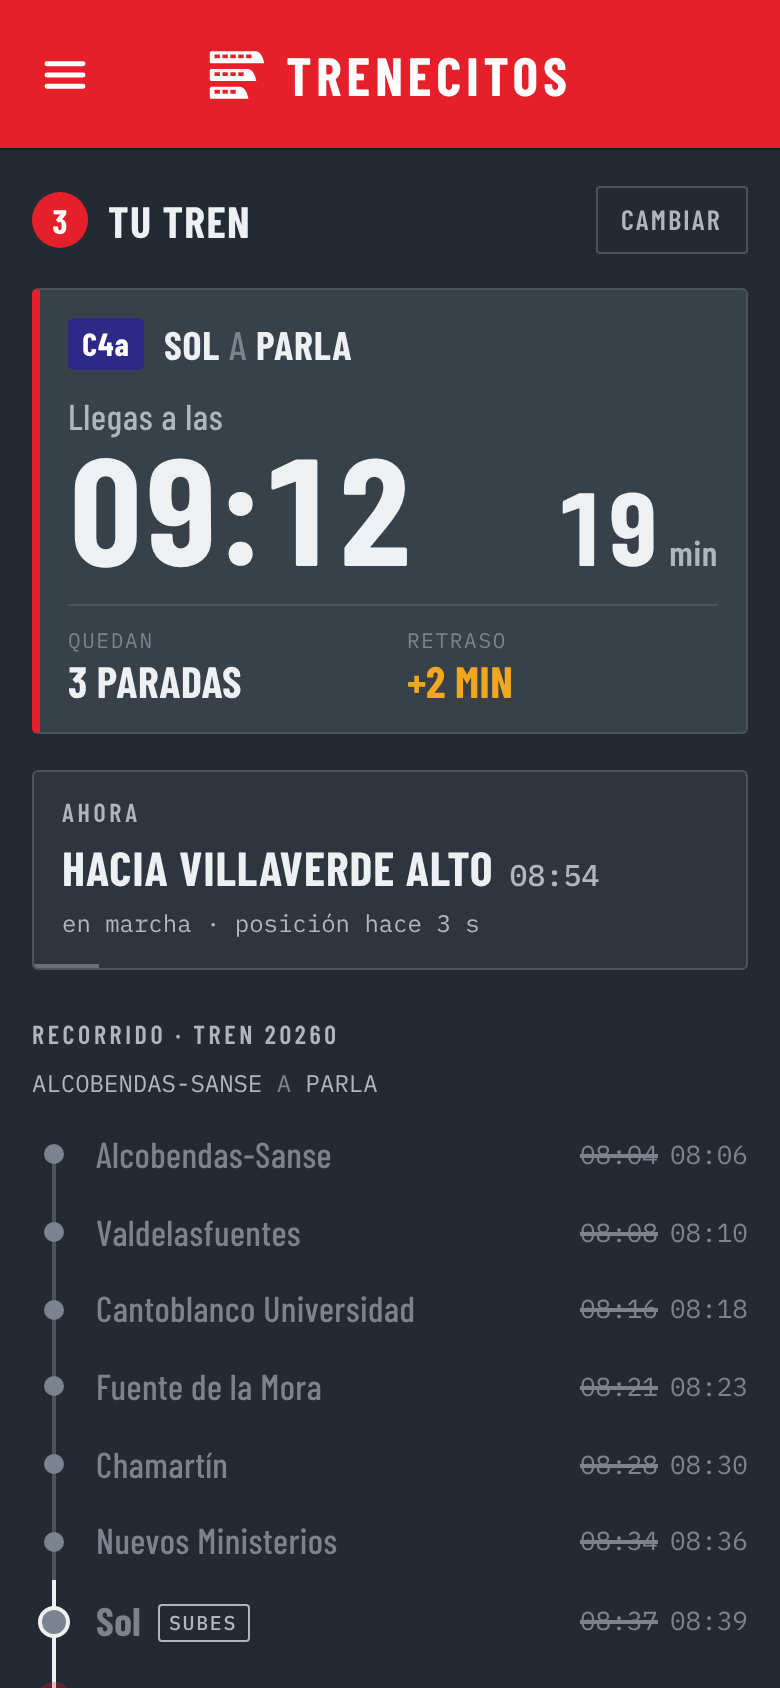 TRENECITOS
3 TU TREN CAMBIAR
C4a SOL A PARLA
Llegas a las
09:12 19 min
QUEDAN RETRASO
3 PARADAS +2 MIN
AHORA
HACIA VILLAVERDE ALTO 08:54
en marcha · posición hace 3 s
RECORRIDO · TREN 20260
ALCOBENDAS-SANSE A PARLA
Alcobendas-Sanse 08:04 08:06
Valdelasfuentes 08:08 08:10
Cantoblanco Universidad 08:16 08:18
Fuente de la Mora 08:21 08:23
Chamartín 08:28 08:30
Nuevos Ministerios 08:34 08:36
Sol SUBES 08:37 08:39